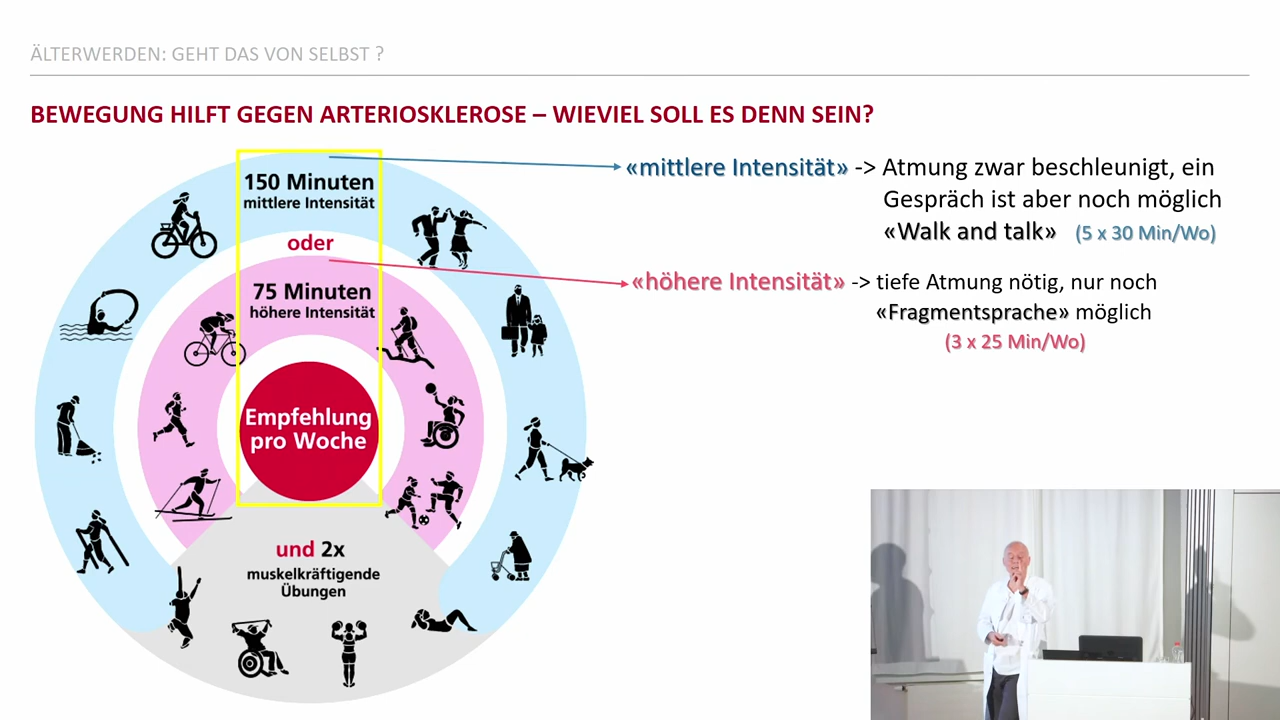 ÄLTERWERDEN: GEHT DAS VON SELBST ?
BEWEGUNG HILFT GEGEN ARTERIOSKLEROSE – WIEVIEL SOLL ES DENN SEIN?
150 Minuten
mittlere Intensität
oder
75 Minuten
höhere Intensität
Empfehlung
pro Woche
und 2x
muskelkräftigende
Übungen
«mittlere Intensität» -> Atmung zwar beschleunigt, ein
Gespräch ist aber noch möglich
«Walk and talk» (5 x 30 Min/Wo)
«höhere Intensität» -> tiefe Atmung nötig, nur noch
«Fragmentsprache» möglich
(3 x 25 Min/Wo)